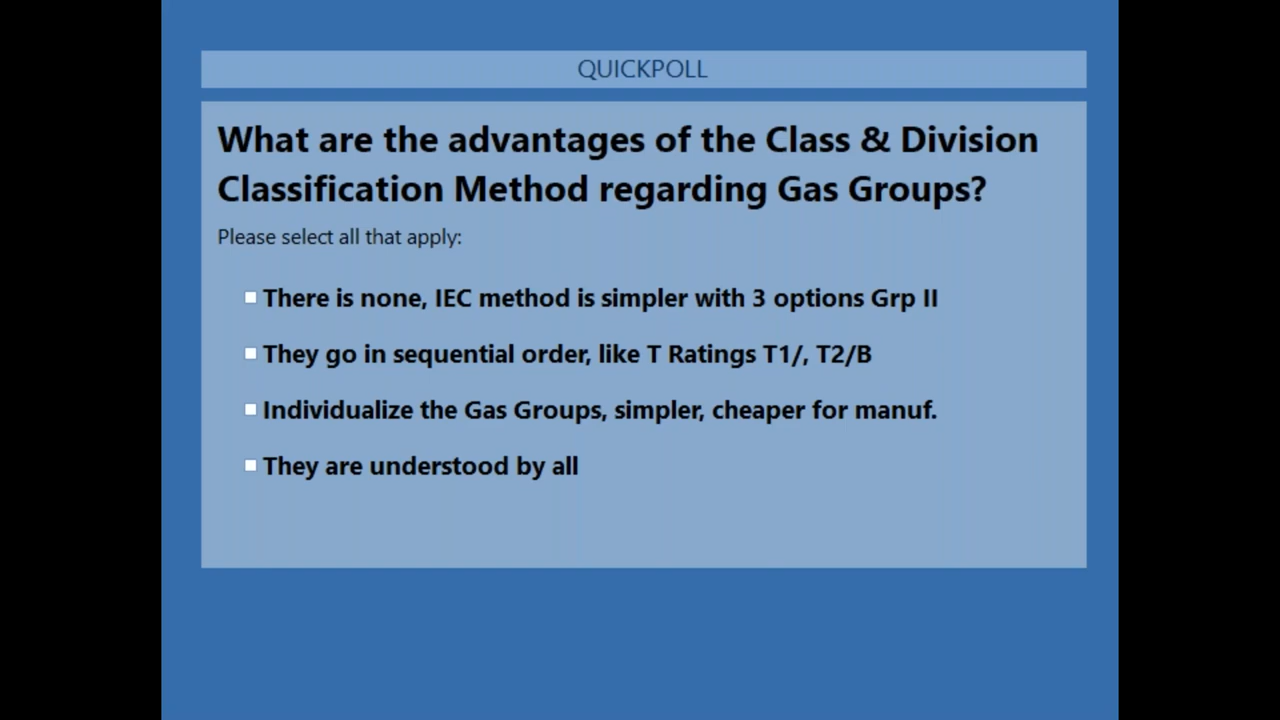 QUICKPOLL
What are the advantages of the Class & Division
Classification Method regarding Gas Groups?
Please select all that apply:
There is none, IEC method is simpler with 3 options Grp II
They go in sequential order, like T Ratings T1/, T2/B
Individualize the Gas Groups, simpler, cheaper for manuf.
They are understood by all